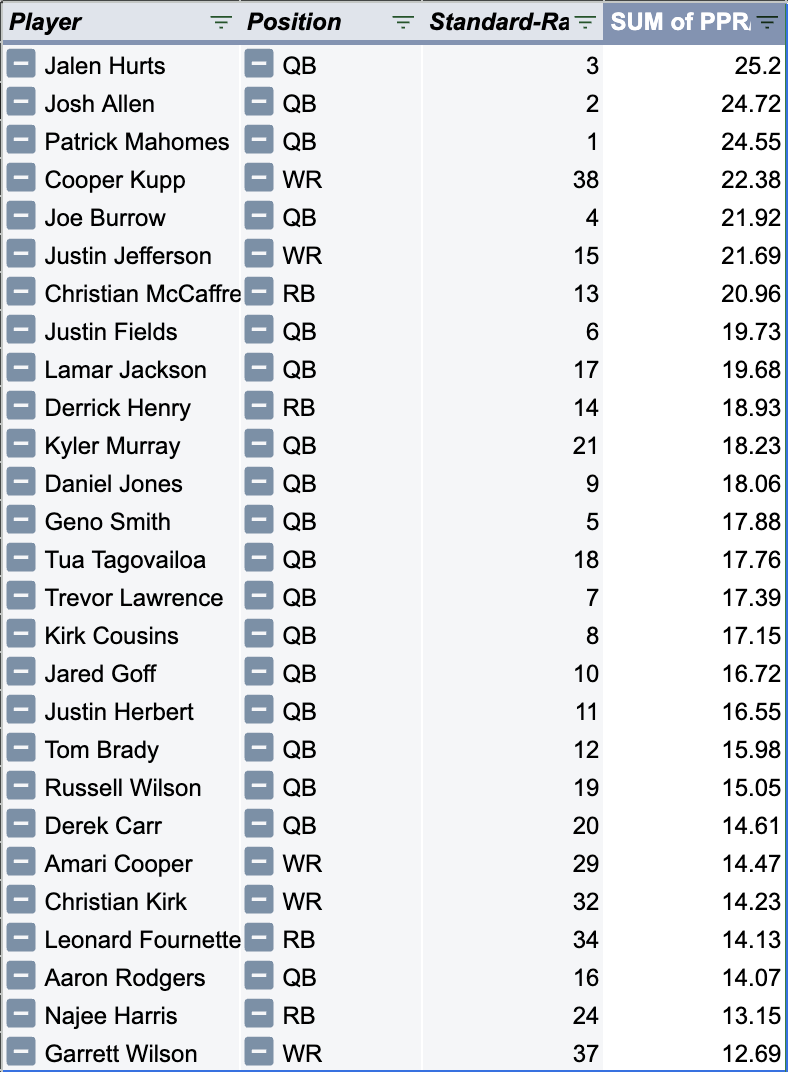 Player Position Standard-Ra SUM of PPR/
Jalen Hurts QB 3 25.2
Josh Allen QB 2 24.72
Patrick Mahomes QB 1 24.55
Cooper Kupp WR 38 22.38
Joe Burrow QB 4 21.92
Justin Jefferson WR 15 21.69
Christian McCaffre RB 13 20.96
Justin Fields QB 6 19.73
Lamar Jackson QB 17 19.68
Derrick Henry RB 14 18.93
Kyler Murray QB 21 18.23
Daniel Jones QB 9 18.06
Geno Smith QB 5 17.88
Tua Tagovailoa QB 18 17.76
Trevor Lawrence QB 7 17.39
Kirk Cousins QB 8 17.15
Jared Goff QB 10 16.72
Justin Herbert QB 11 16.55
Tom Brady QB 12 15.98
Russell Wilson QB 19 15.05
Derek Carr QB 20 14.61
Amari Cooper WR 29 14.47
Christian Kirk WR 32 14.23
Leonard Fournette RB 34 14.13
Aaron Rodgers QB 16 14.07
Najee Harris RB 24 13.15
Garrett Wilson WR 37 12.69